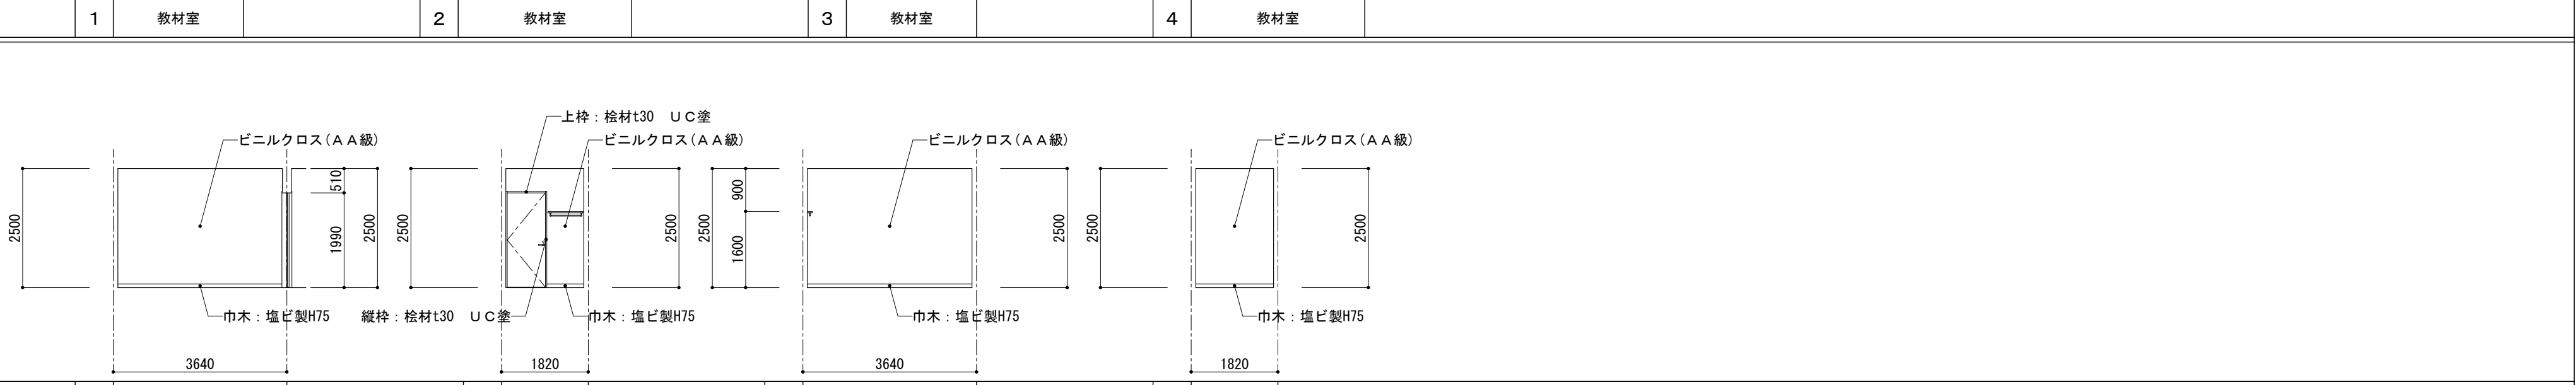 1 教材室 2 教材室 3 教材室 4 教材室
上枠：桧材t30　ＵＣ塗
ビニルクロス(ＡＡ級) ビニルクロス(ＡＡ級) ビニルクロス(ＡＡ級) ビニルクロス(ＡＡ級)
2500 510 1990 2500 2500 2500 2500 900 1600 2500 2500 2500
巾木：塩ビ製H75 縦枠：桧材t30　ＵＣ塗 巾木：塩ビ製H75 巾木：塩ビ製H75 巾木：塩ビ製H75
3640 1820 3640 1820